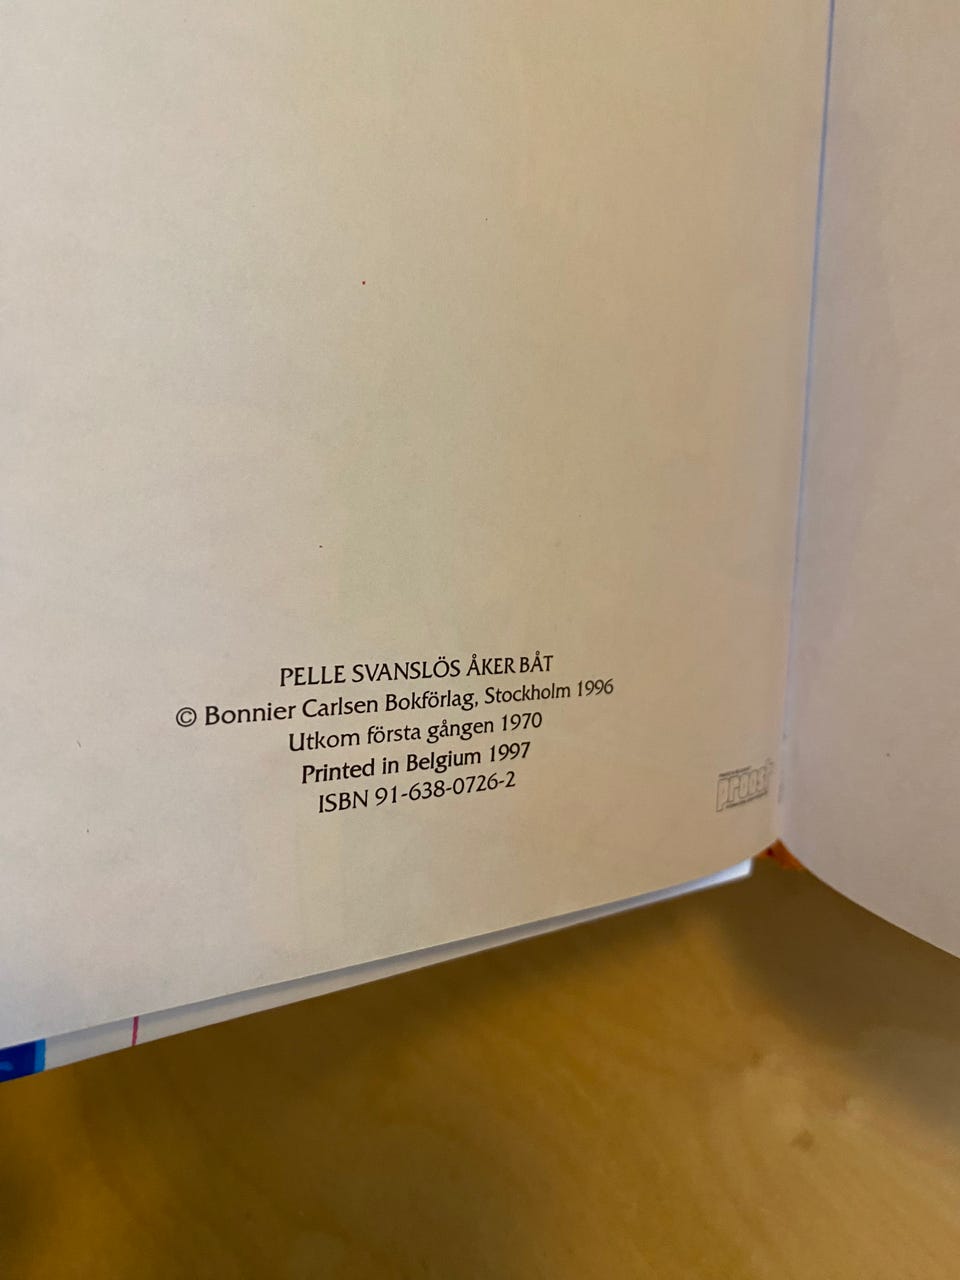 PELLE SVANSLÖS ÅKER BÅT
© Bonnier Carlsen Bokförlag, Stockholm 1996
Utkom första gången 1970
Printed in Belgium 1997
ISBN 91-638-0726-2
proost